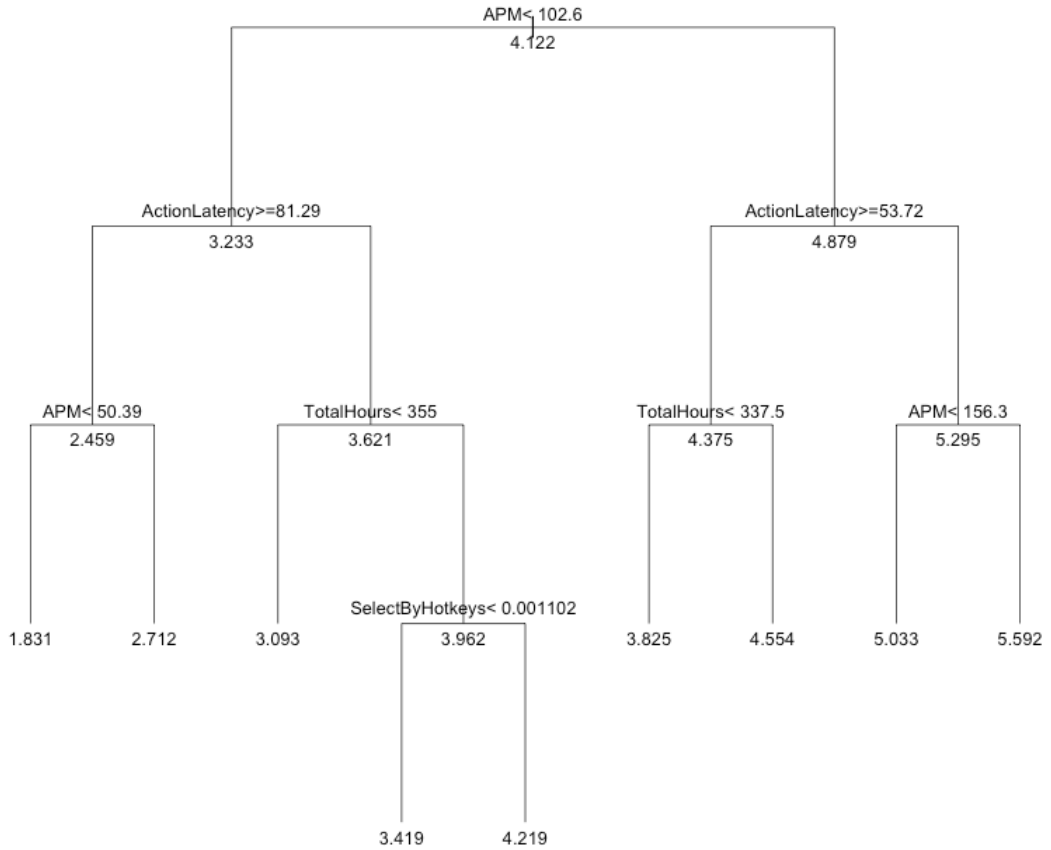 APM< 102.6
4.122
ActionLatency>=81.29
ActionLatency>=53.72
3.233
4.879
APM< 50.39
TotalHours< 355
TotalHours< 337.5
APM< 156.3
2.459
3.621
4.375
5.295
SelectByHotkeys< 0.001102
1.831
2.712
3.093
3.962
3.825
4.554
5.033
5.592
3.419
4.219